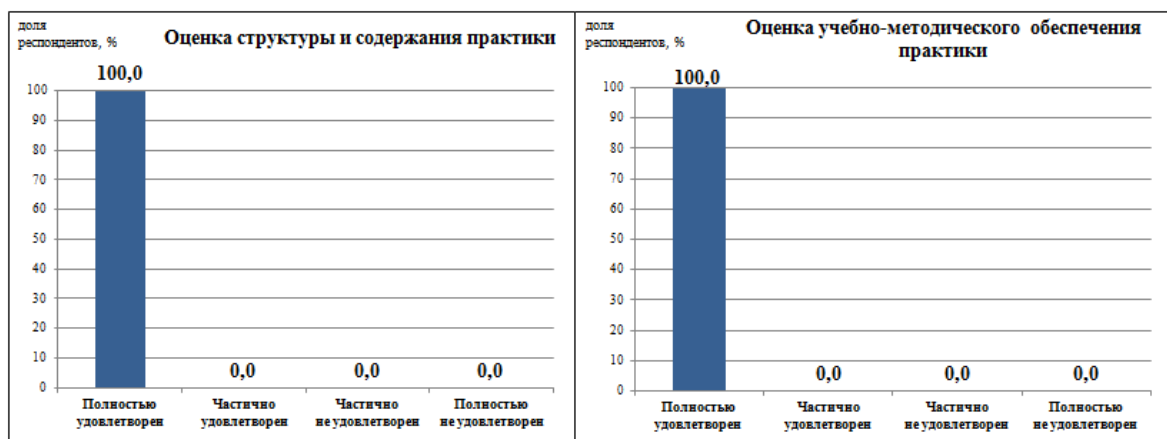 доля
респондентов, %
Оценка структуры и содержания практики
100,0
100
90
80
70
60
50
40
30
20
10
0
0,0
0,0
0,0
Полностью
удовлетворен
Частично
удовлетворен
Частично
не удовлетворен
Полностью
не удовлетворен
доля
респондентов, %
Оценка учебно-методического обеспечения
практики
100,0
100
90
80
70
60
50
40
30
20
10
0
0,0
0,0
0,0
Полностью
удовлетворен
Частично
удовлетворен
Частично
не удовлетворен
Полностью
не удовлетворен